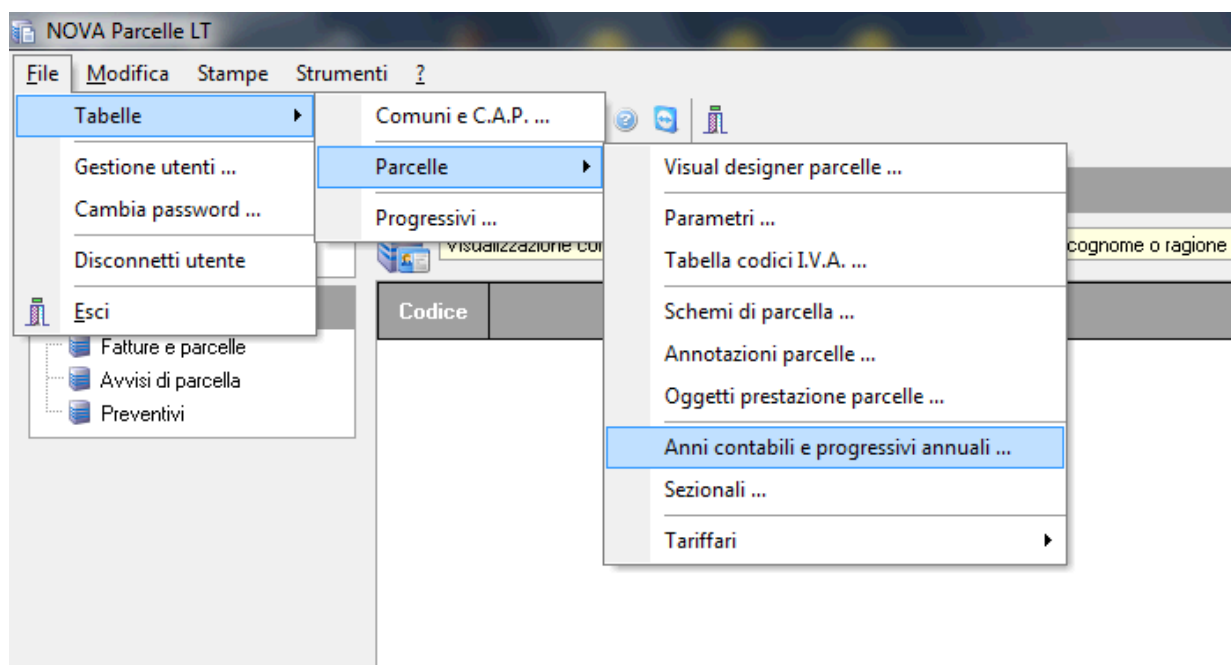 NOVA Parcelle LT
File Modifica Stampe Strumenti ?
Tabelle
Gestione utenti ...
Cambia password ...
Disconnetti utente
Esci
Comuni e C.A.P. ...
Parcelle
Progressivi ...
Visual designer parcelle ...
Parametri ...
Tabella codici I.V.A. ...
Schemi di parcella ...
Annotazioni parcelle ...
Oggetti prestazione parcelle ...
Anni contabili e progressivi annuali ...
Sezionali ...
Tariffari
cognome o ragione
Codice
Fatture e parcelle
Avvisi di parcella
Preventivi